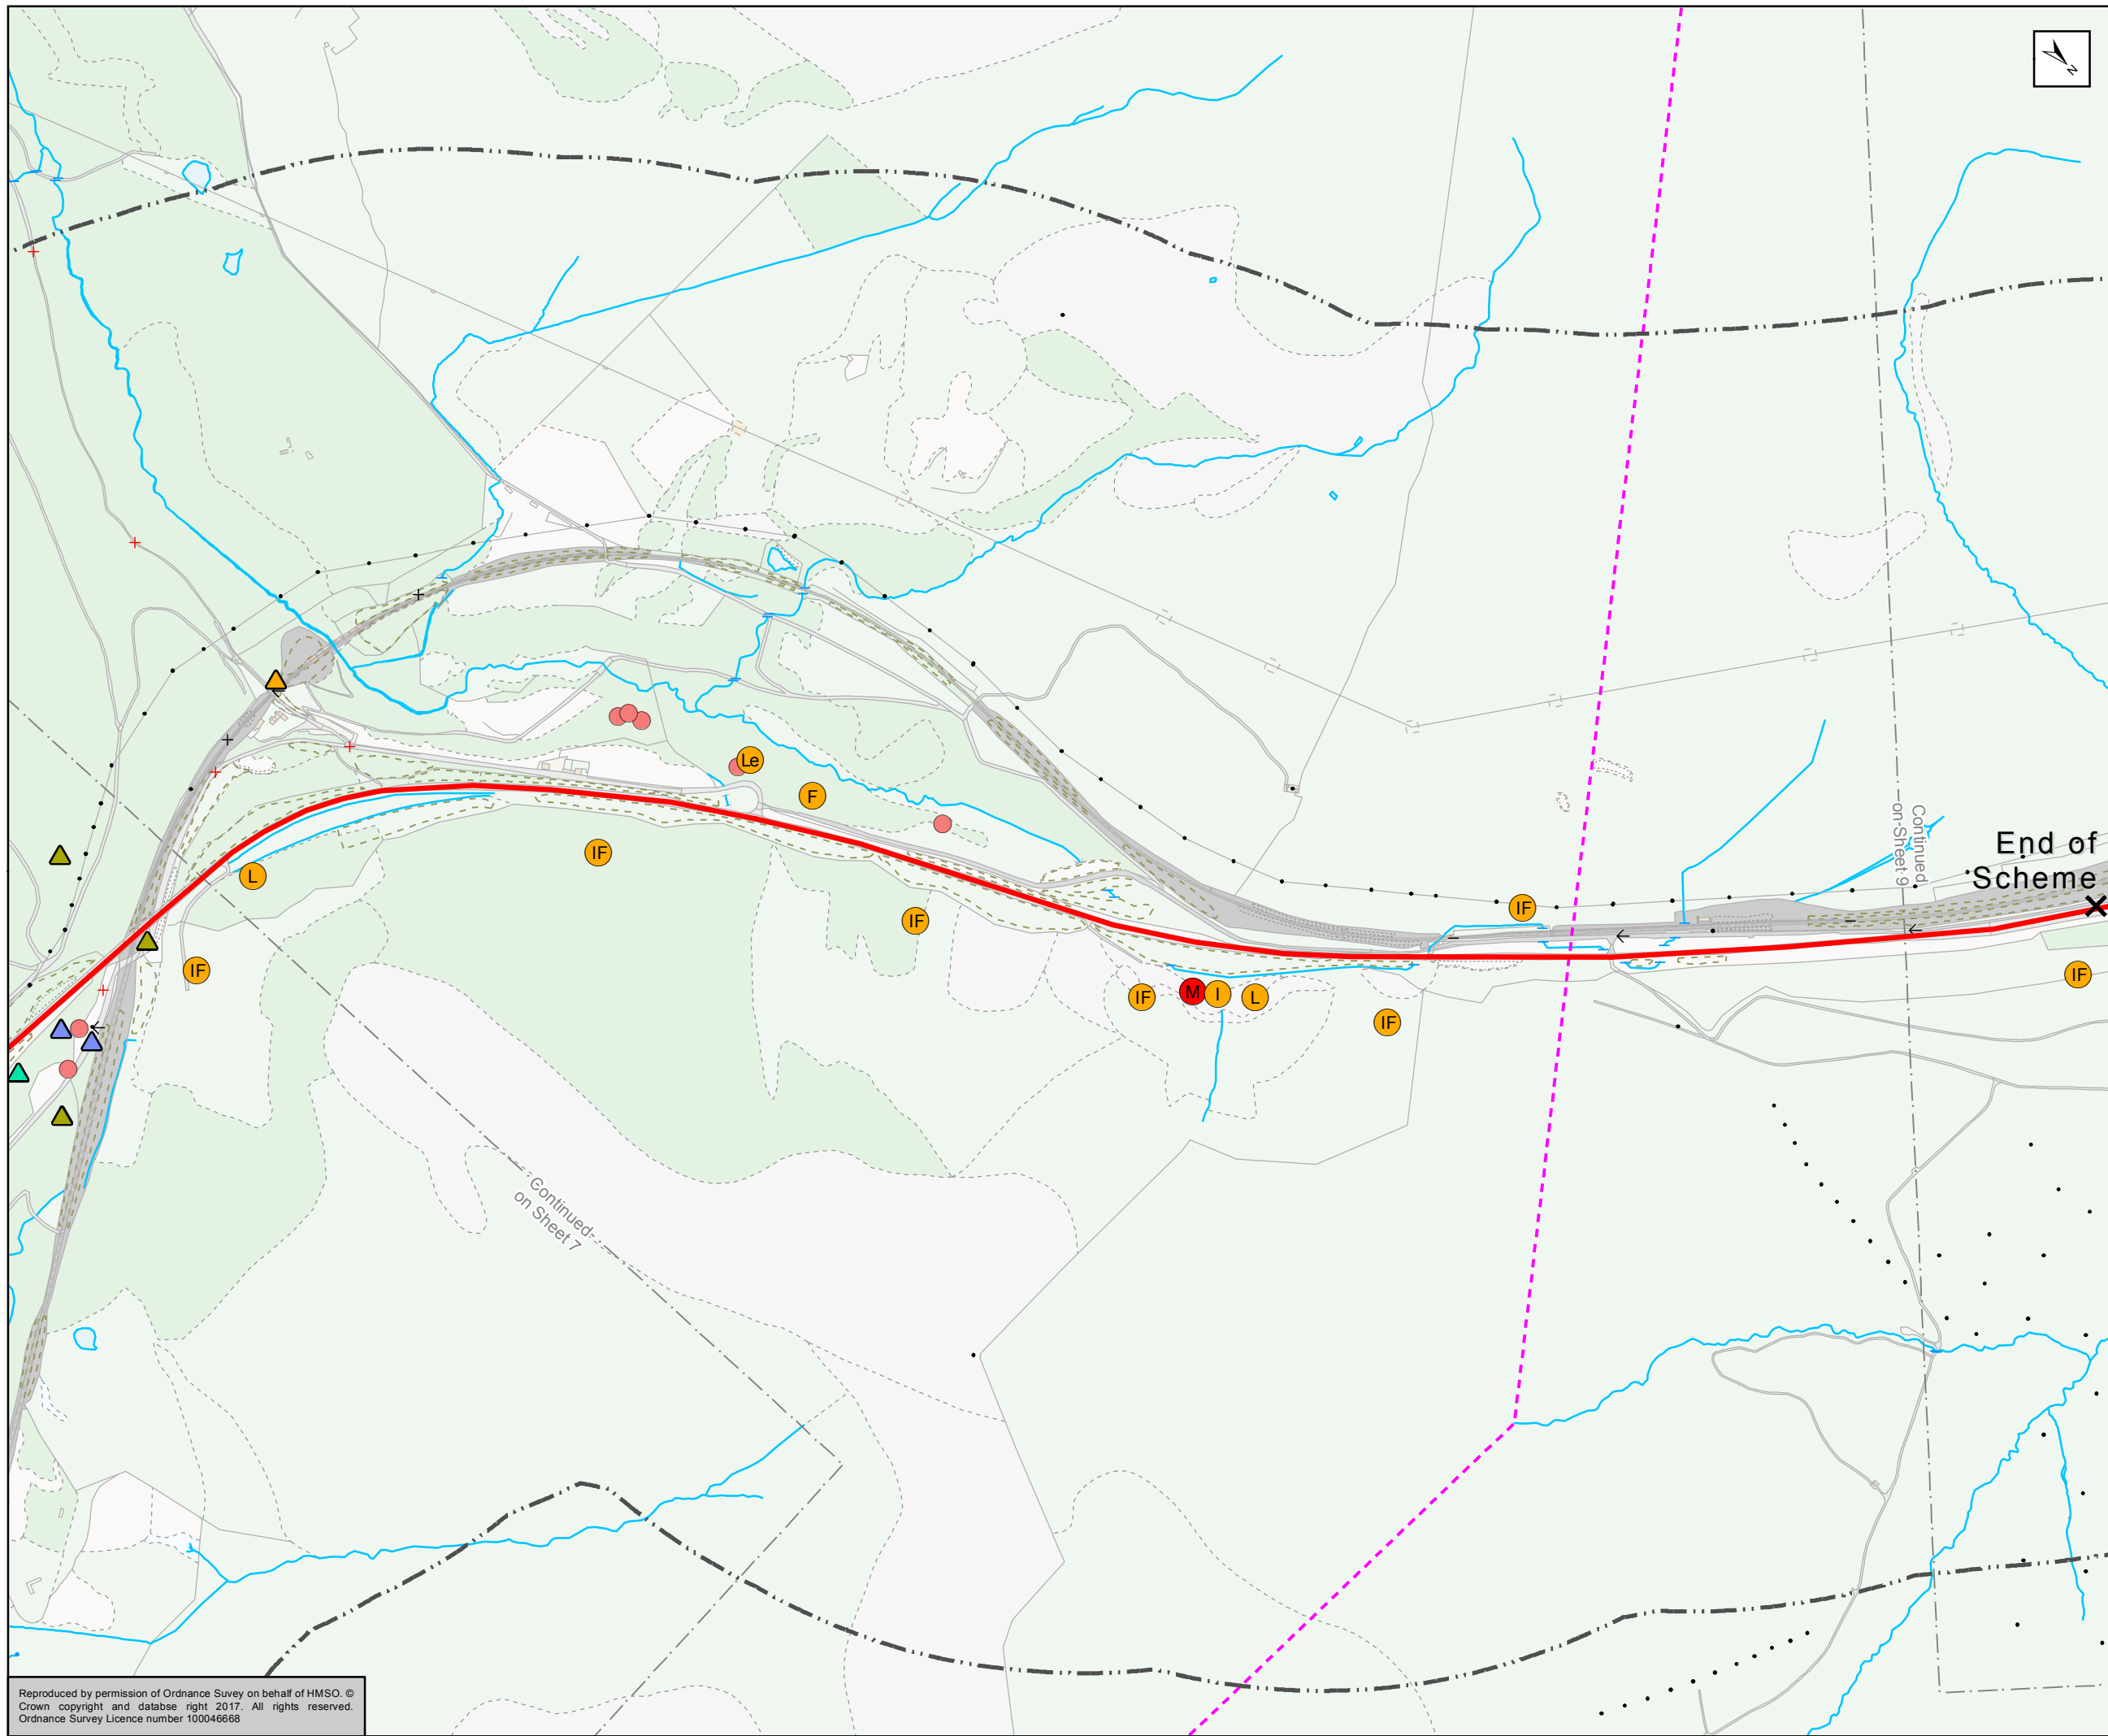 N
Continued
on Sheet 9
End of
Scheme
Le
F
IF
L
IF
IF
IF
IF
M
I
L
IF
IF
Continued
on Sheet 7
Reproduced by permission of Ordnance Suvey on behalf of HMSO. ©
Crown copyright and databse right 2017. All rights reserved.
Ordnance Survey Licence number 100046668